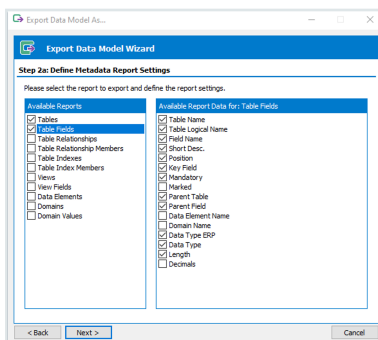 Export Data Model As...
Export Data Model Wizard
Step 2a: Define Metadata Report Settings
Please select the report to export and define the report settings.
Available Reports
Tables
Table Fields
Table Relationships
Table Relationship Members
Table Indexes
Table Index Members
Views
View Fields
Data Elements
Domains
Domain Values
Available Report Data for: Table Fields
Table Name
Table Logical Name
Field Name
Short Desc.
Position
Key Field
Mandatory
Marked
Parent Table
Parent Field
Data Element Name
Domain Name
Data Type ERP
Data Type
Length
Decimals
< Back
Next >
Cancel